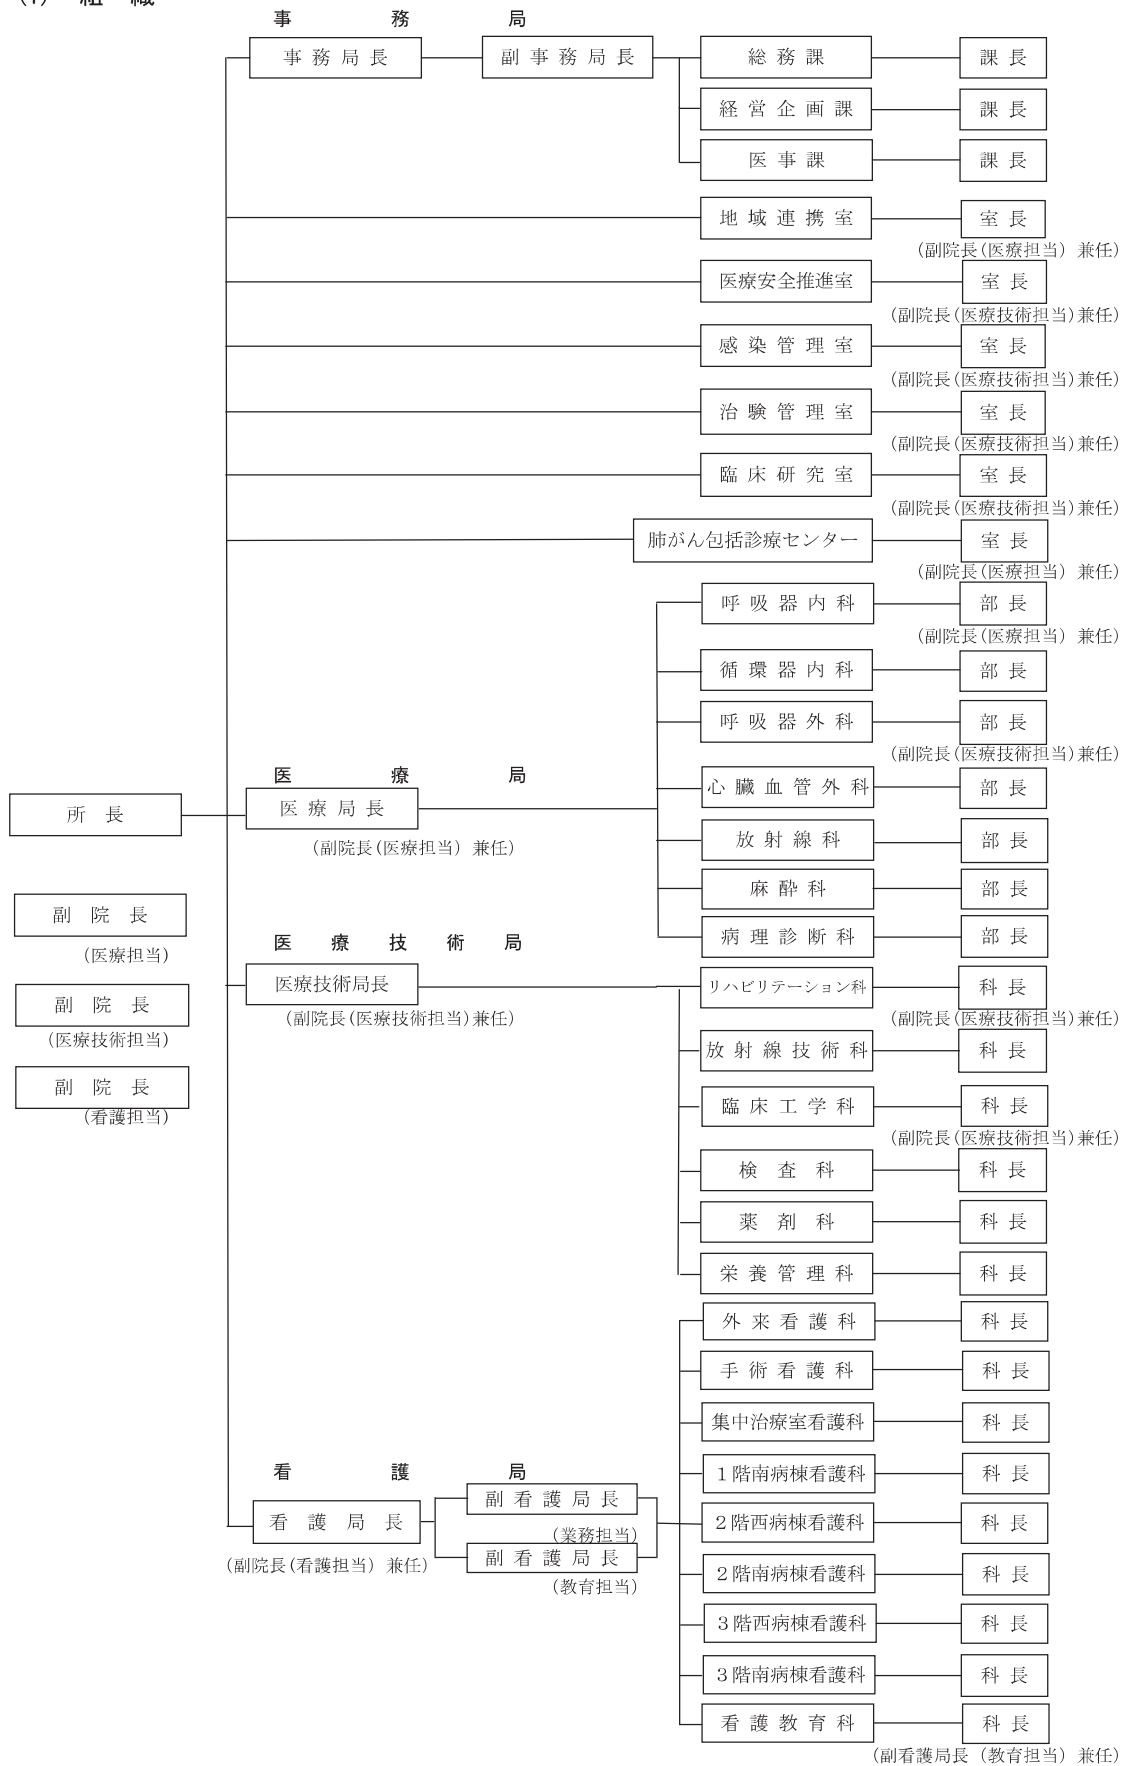 (1) 組織
事務局
事務局長 副事務局長 総務課 課長
経営企画課 課長
医事課 課長
地域連携室 室長
(副院長(医療担当) 兼任)
医療安全推進室 室長
(副院長(医療技術担当)兼任)
感染管理室 室長
(副院長(医療技術担当)兼任)
治験管理室 室長
(副院長(医療技術担当)兼任)
臨床研究室 室長
(副院長(医療技術担当)兼任)
肺がん包括診療センター 室長
(副院長(医療担当) 兼任)
呼吸器内科 部長
(副院長(医療担当) 兼任)
循環器内科 部長
呼吸器外科 部長
(副院長(医療技術担当)兼任)
医療局
心臓血管外科 部長
所長 医療局長
(副院長(医療担当) 兼任)
放射線科 部長
麻酔科 部長
副院長
(医療担当)
病理診断科 部長
医療技術局
医療技術局長 リハビリテーション科 科長
(副院長(医療技術担当)兼任)
(副院長(医療技術担当)兼任)
副院長
(医療技術担当)
放射線技術科 科長
副院長
(看護担当)
臨床工学科 科長
(副院長(医療技術担当)兼任)
検査科 科長
薬剤科 科長
栄養管理科 科長
外来看護科 科長
手術看護科 科長
集中治療室看護科 科長
看護局
1階南病棟看護科 科長
副看護局長
(業務担当)
看護局長
(副院長(看護担当) 兼任)
2階西病棟看護科 科長
副看護局長
(教育担当)
2階南病棟看護科 科長
3階西病棟看護科 科長
3階南病棟看護科 科長
看護教育科 科長
(副看護局長 (教育担当) 兼任)